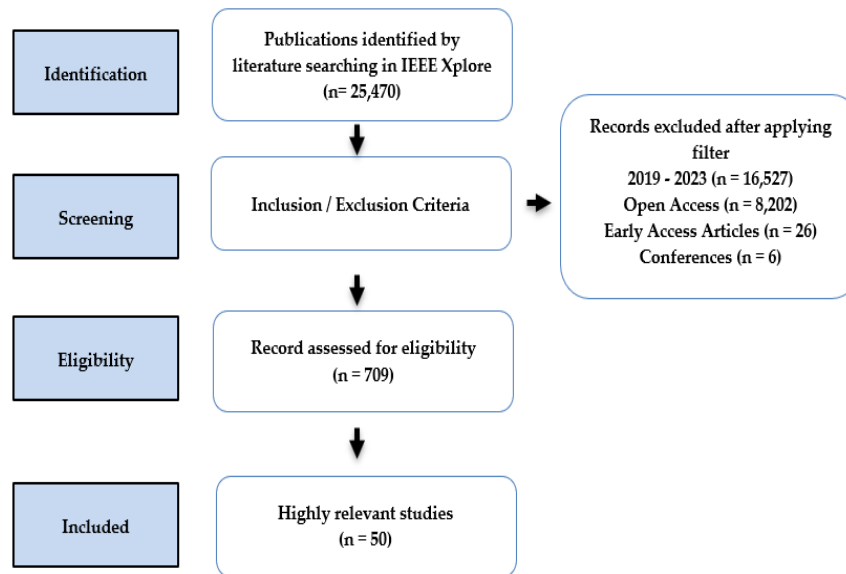 Identification
Publications identified by
literature searching in IEEE Xplore
(n= 25,470)
Records excluded after applying
filter
2019 - 2023 (n = 16,527)
Open Access (n = 8,202)
Early Access Articles (n = 26)
Conferences (n = 6)
Screening
Inclusion / Exclusion Criteria
Eligibility
Record assessed for eligibility
(n = 709)
Included
Highly relevant studies
(n = 50)